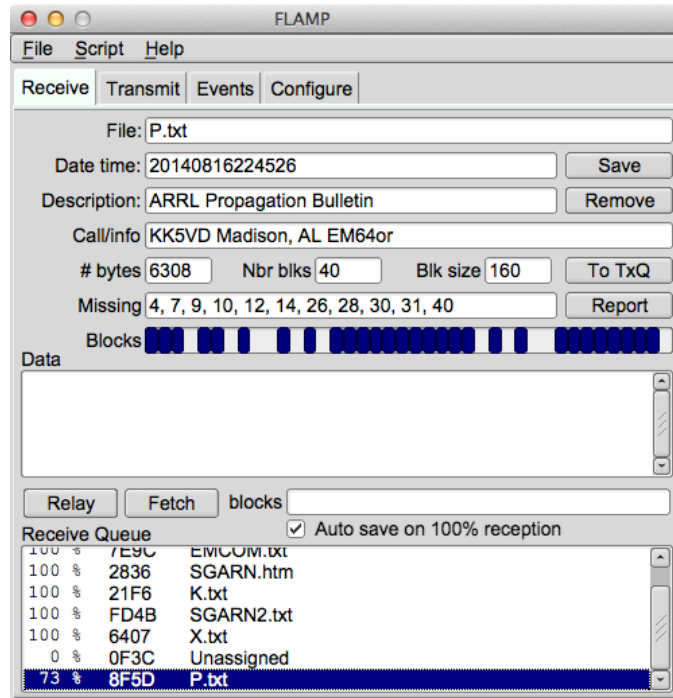 FLAMP
File Script Help
Receive Transmit Events Configure
File: P.txt
Date time: 20140816224526 Save
Description: ARRL Propagation Bulletin Remove
Call/info KK5VD Madison, AL EM64or
# bytes 6308 Nbr blks 40 Blk size 160 To TxQ
Missing 4, 7, 9, 10, 12, 14, 26, 28, 30, 31, 40 Report
Blocks
Data
Relay Fetch blocks
Receive Queue Auto save on 100% reception
100 % 7E9C EMCOM.txt
100 % 2836 SGARN.htm
100 % 21F6 K.txt
100 % FD4B SGARN2.txt
100 % 6407 X.txt
0 % 0F3C Unassigned
73 % 8F5D P.txt